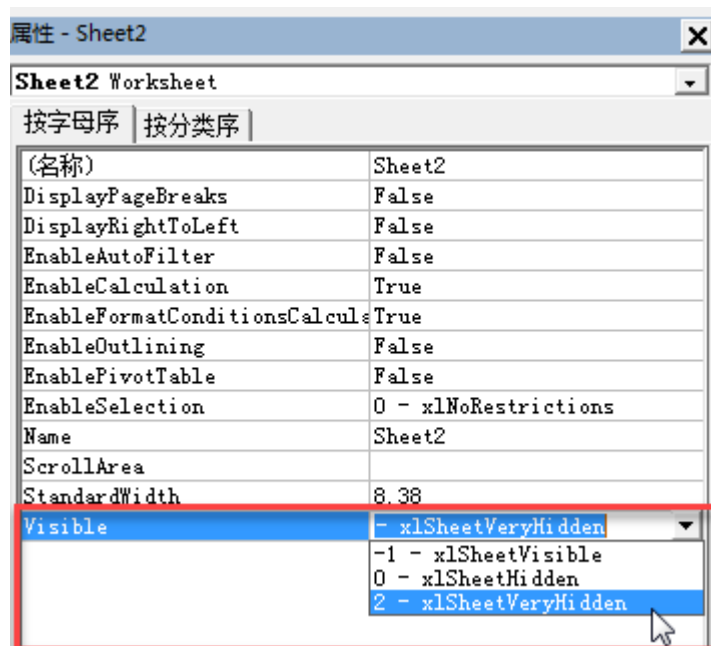 属性 - Sheet2
Sheet2 Worksheet
按字母序 按分类序
(名称) Sheet2
DisplayPageBreaks False
DisplayRightToLeft False
EnableAutoFilter False
EnableCalculation True
EnableFormatConditionsCalcula True
EnableOutlining False
EnablePivotTable False
EnableSelection 0 - xlNoRestrictions
Name Sheet2
ScrollArea
StandardWidth 8.38
Visible - xlSheetVeryHidden
-1 - xlSheetVisible
0 - xlSheetHidden
2 - xlSheetVeryHidden